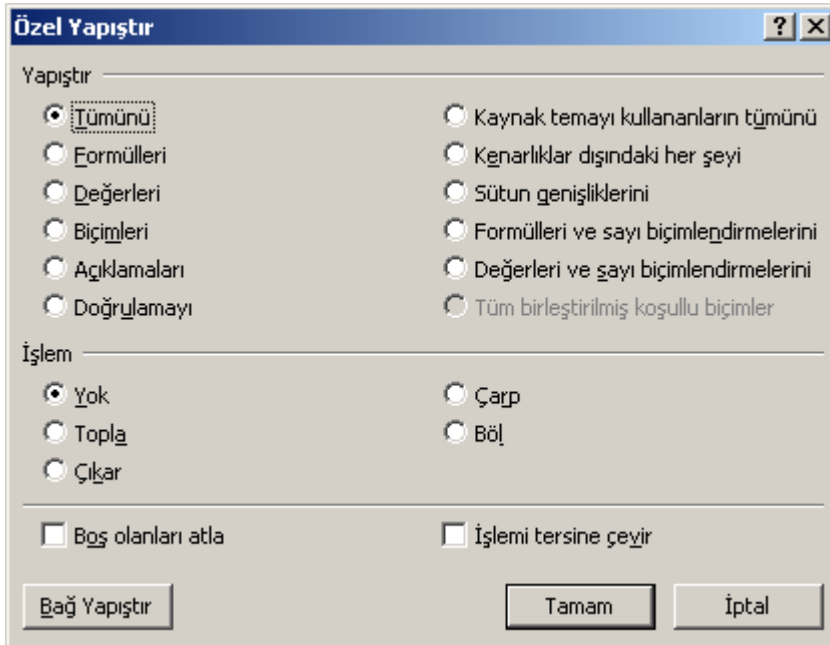 Özel Yapıştır
Yapıştır
Tümünü
Kaynak temayı kullananların tümünü
Formülleri
Kenarlıklar dışındaki her şeyi
Değerleri
Sütun genişliklerini
Biçimleri
Formülleri ve sayı biçimlendirmelerini
Açıklamaları
Değerleri ve sayı biçimlendirmelerini
Doğrulamayı
Tüm birleştirilmiş koşullu biçimler
İşlem
Yok
Çarp
Topla
Böl
Çıkar
Boş olanları atla
İşlemi tersine çevir
Bağ Yapıştır
Tamam
İptal